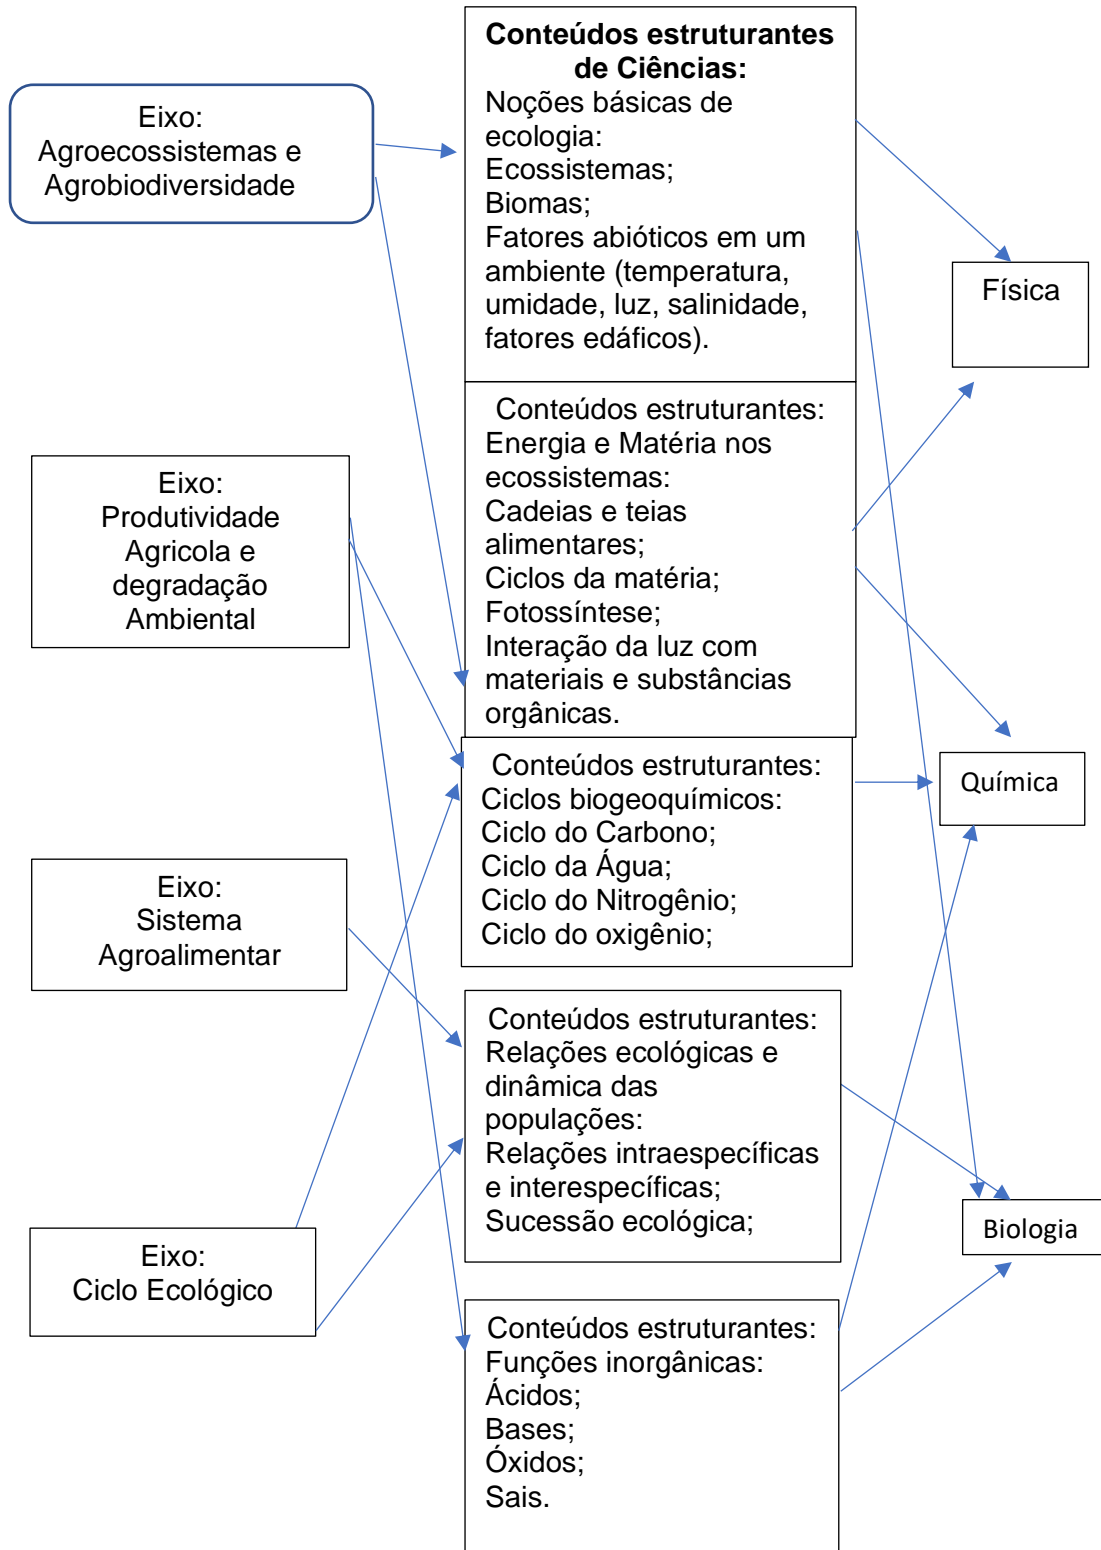 Eixo:
Agroecossistemas e
Agrobiodiversidade
Eixo:
Produtividade
Agricola e
degradação
Ambiental
Eixo:
Sistema
Agroalimentar
Eixo:
Ciclo Ecológico
Conteúdos estruturantes
de Ciências:
Noções básicas de
ecologia:
Ecossistemas;
Biomas;
Fatores abióticos em um
ambiente (temperatura,
umidade, luz, salinidade,
fatores edáficos).
Conteúdos estruturantes:
Energia e Matéria nos
ecossistemas:
Cadeias e teias
alimentares;
Ciclos da matéria;
Fotossíntese;
Interação da luz com
materiais e substâncias
orgânicas.
Conteúdos estruturantes:
Ciclos biogeoquímicos:
Ciclo do Carbono;
Ciclo da Água;
Ciclo do Nitrogênio;
Ciclo do oxigênio;
Conteúdos estruturantes:
Relações ecológicas e
dinâmica das
populações:
Relações intraespecíficas
e interespecíficas;
Sucessão ecológica;
Conteúdos estruturantes:
Funções inorgânicas:
Ácidos;
Bases;
Óxidos;
Sais.
Física
Química
Biologia